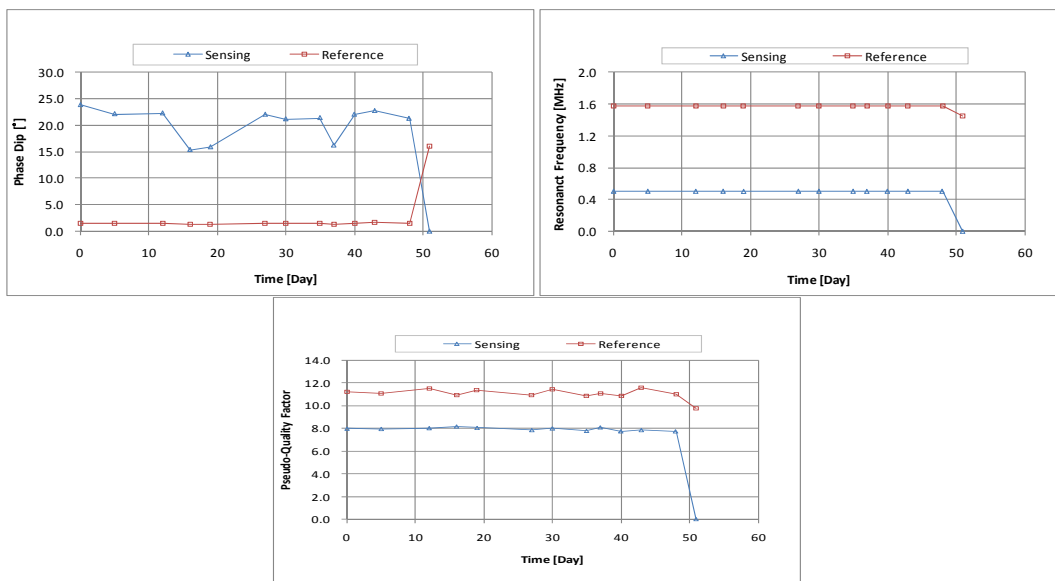 Sensing Reference
30.0
25.0
20.0
15.0
10.0
5.0
0.0
0 10 20 30 40 50 60
Phase Dip [°]
Time [Day]
Sensing Reference
2.0
1.6
1.2
0.8
0.4
0.0
0 10 20 30 40 50 60
Resonanct Frequency [MHz]
Time [Day]
Sensing Reference
14.0
12.0
10.0
8.0
6.0
4.0
2.0
0.0
0 10 20 30 40 50 60
Pseudo-Quality Factor
Time [Day]